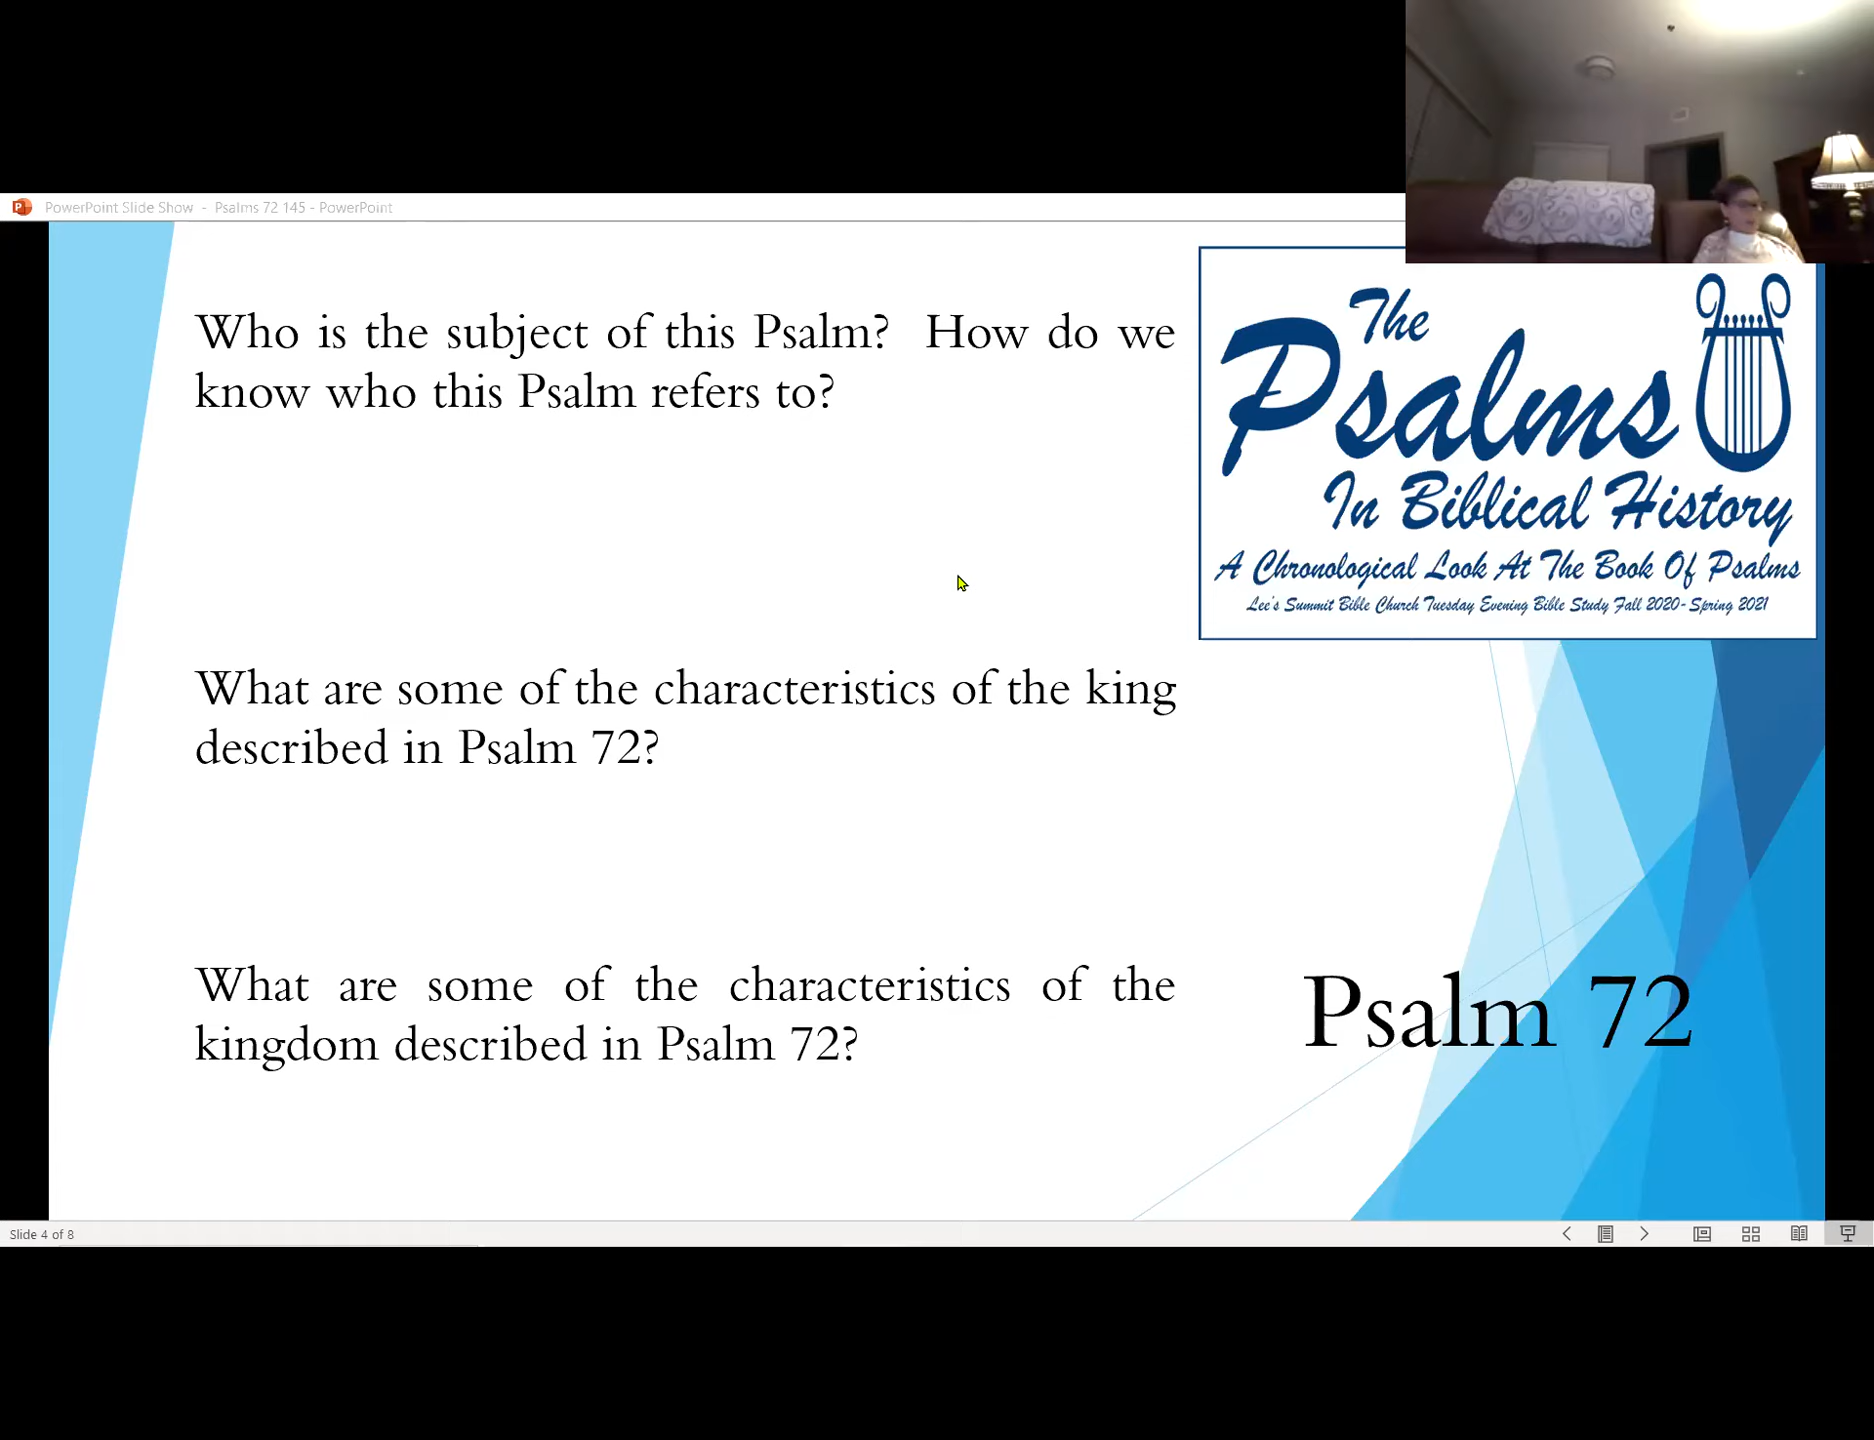 PowerPoint Slide Show - Psalms 72 145 - PowerPoint
Who is the subject of this Psalm? How do we
know who this Psalm refers to?
What are some of the characteristics of the king
described in Psalm 72?
What are some of the characteristics of the
kingdom described in Psalm 72?
The
Psalms
In Biblical History
A Chronological Look At The Book Of Psalms
Lee's Summit Bible Church Tuesday Evening Bible Study Fall 2020- Spring 2021
Psalm 72
Slide 4 of 8